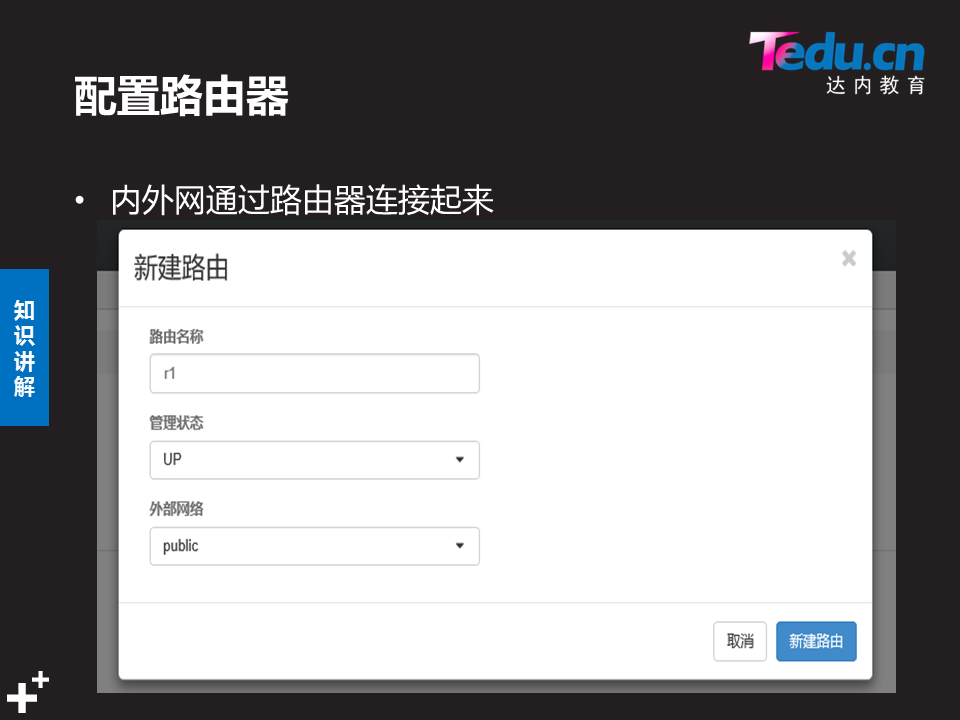 Tedu.cn
达内教育
配置路由器
• 内外网通过路由器连接起来
知识讲解
新建路由
×
路由名称
r1
管理状态
UP
外部网络
public
取消
新建路由